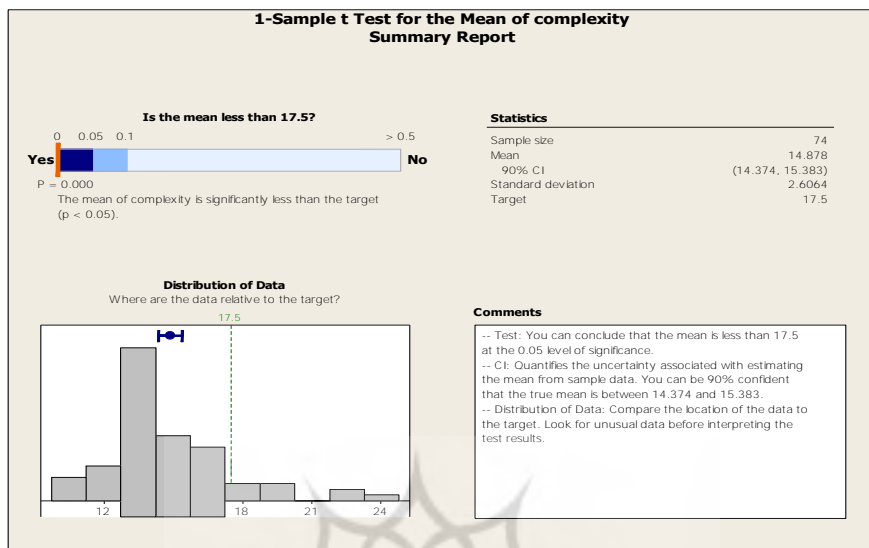 1-Sample t Test for the Mean of complexity
Summary Report
Is the mean less than 17.5?
0 0.05 0.1 > 0.5
Yes No
P = 0.000
The mean of complexity is significantly less than the target
(p < 0.05).
Statistics
Sample size 74
Mean 14.878
90% CI (14.374, 15.383)
Standard deviation 2.6064
Target 17.5
Distribution of Data
Where are the data relative to the target?
17.5
12 18 21 24
Comments
-- Test: You can conclude that the mean is less than 17.5
at the 0.05 level of significance.
-- CI: Quantifies the uncertainty associated with estimating
the mean from sample data. You can be 90% confident
that the true mean is between 14.374 and 15.383.
-- Distribution of Data: Compare the location of the data to
the target. Look for unusual data before interpreting the
test results.